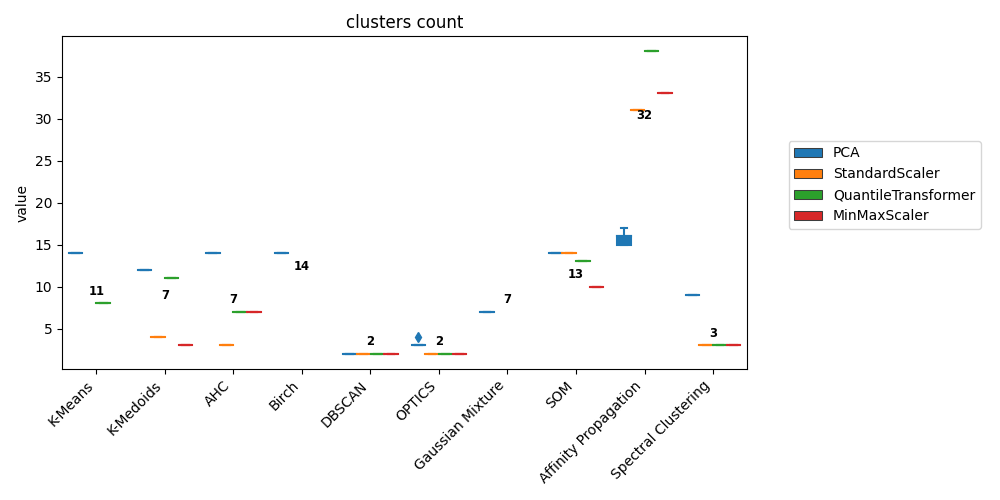 clusters count
value
35
30
25
20
15
10
5
11
7
7
14
2
2
7
13
32
3
K-Means
K-Medoids
AHC
Birch
DBSCAN
OPTICS
Gaussian Mixture
SOM
Affinity Propagation
Spectral Clustering
PCA
StandardScaler
QuantileTransformer
MinMaxScaler